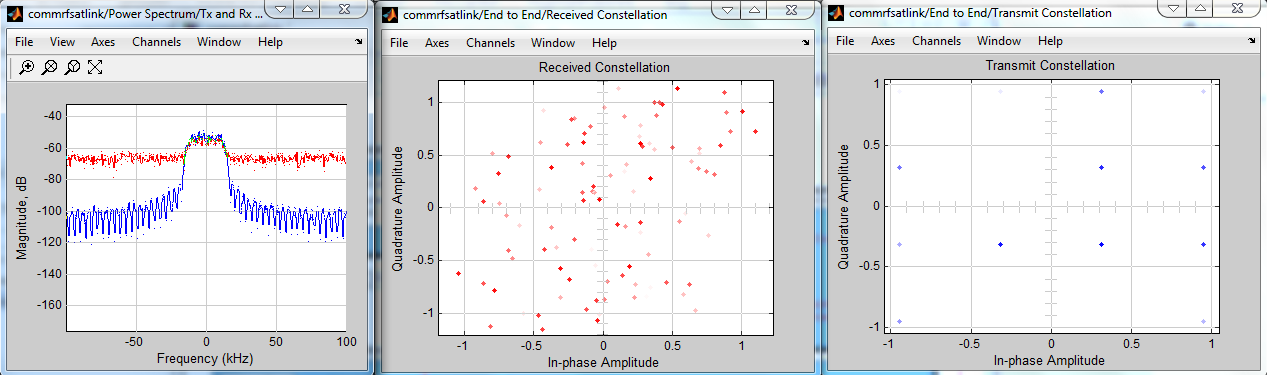 commrfsatlink/Power Spectrum/Tx and Rx ...
File View Axes Channels Window Help
-40
-60
-80
-100
-120
-140
-160
Magnitude, dB
-50 0 50 100
Frequency (kHz)
commrfsatlink/End to End/Received Constellation
File Axes Channels Window Help
Received Constellation
1
0.5
0
-0.5
-1
Quadrature Amplitude
-1 -0.5 0 0.5 1
In-phase Amplitude
commrfsatlink/End to End/Transmit Constellation
File Axes Channels Window Help
Transmit Constellation
1
0.5
0
-0.5
-1
Quadrature Amplitude
-1 -0.5 0 0.5 1
In-phase Amplitude